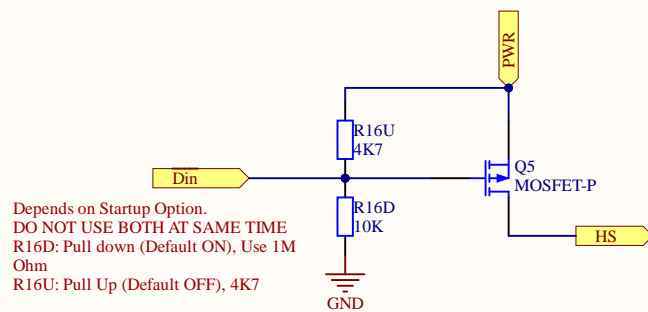 PWR
R16U
4K7
Din
Q5
MOSFET-P
R16D
10K
HS
GND
Depends on Startup Option.
DO NOT USE BOTH AT SAME TIME
R16D: Pull down (Default ON), Use 1M
Ohm
R16U: Pull Up (Default OFF), 4K7